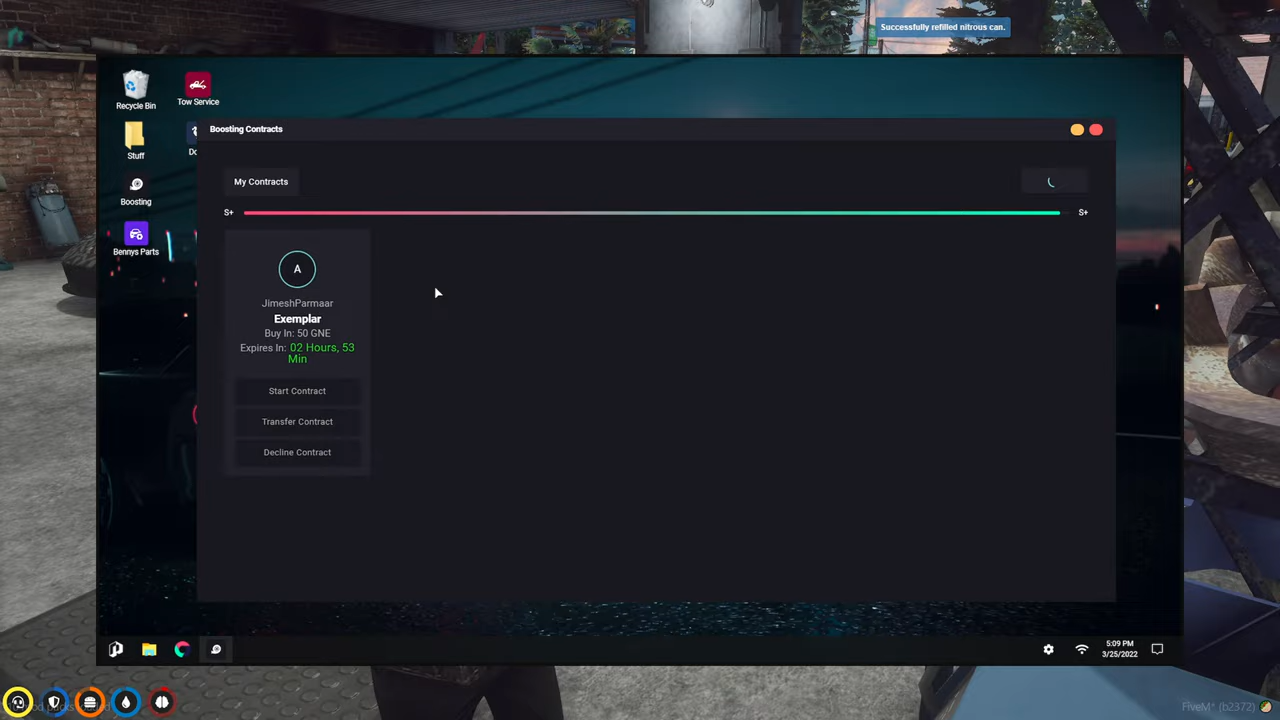 Successfully refilled nitrous can.
Recycle Bin
Tow Service
Stuff
Boosting
Bennys Parts
Boosting Contracts
My Contracts
S+
S+
A
JimeshParmaar
Exemplar
Buy In: 50 GNE
Expires In: 02 Hours, 53
Min
Start Contract
Transfer Contract
Decline Contract
5:09 PM
3/25/2022
FiveM* (b2372)